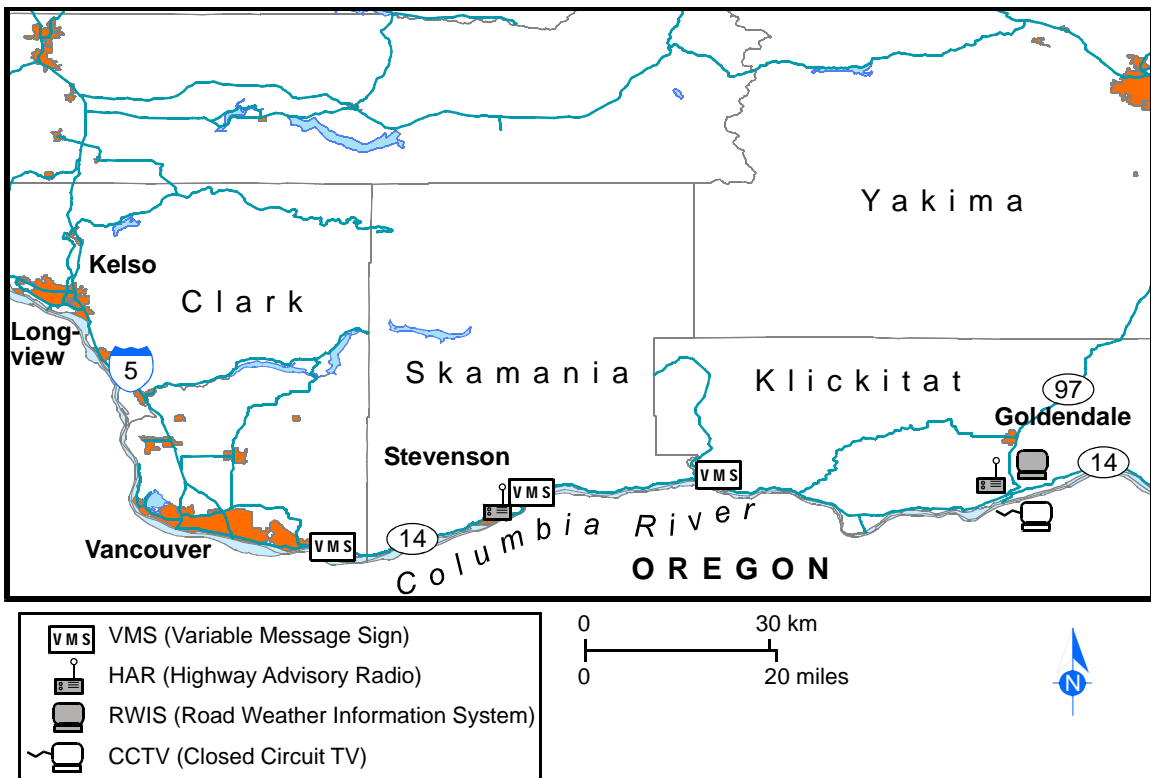 Yakima
Kelso
Clark
Long-
view
5
Skamania
Klickitat
97
Goldendale
Stevenson
14
VMS
VMS
Vancouver
VMS
14
Columbia River
OREGON
VMS VMS (Variable Message Sign)
HAR (Highway Advisory Radio)
RWIS (Road Weather Information System)
CCTV (Closed Circuit TV)
0 30 km
0 20 miles
N